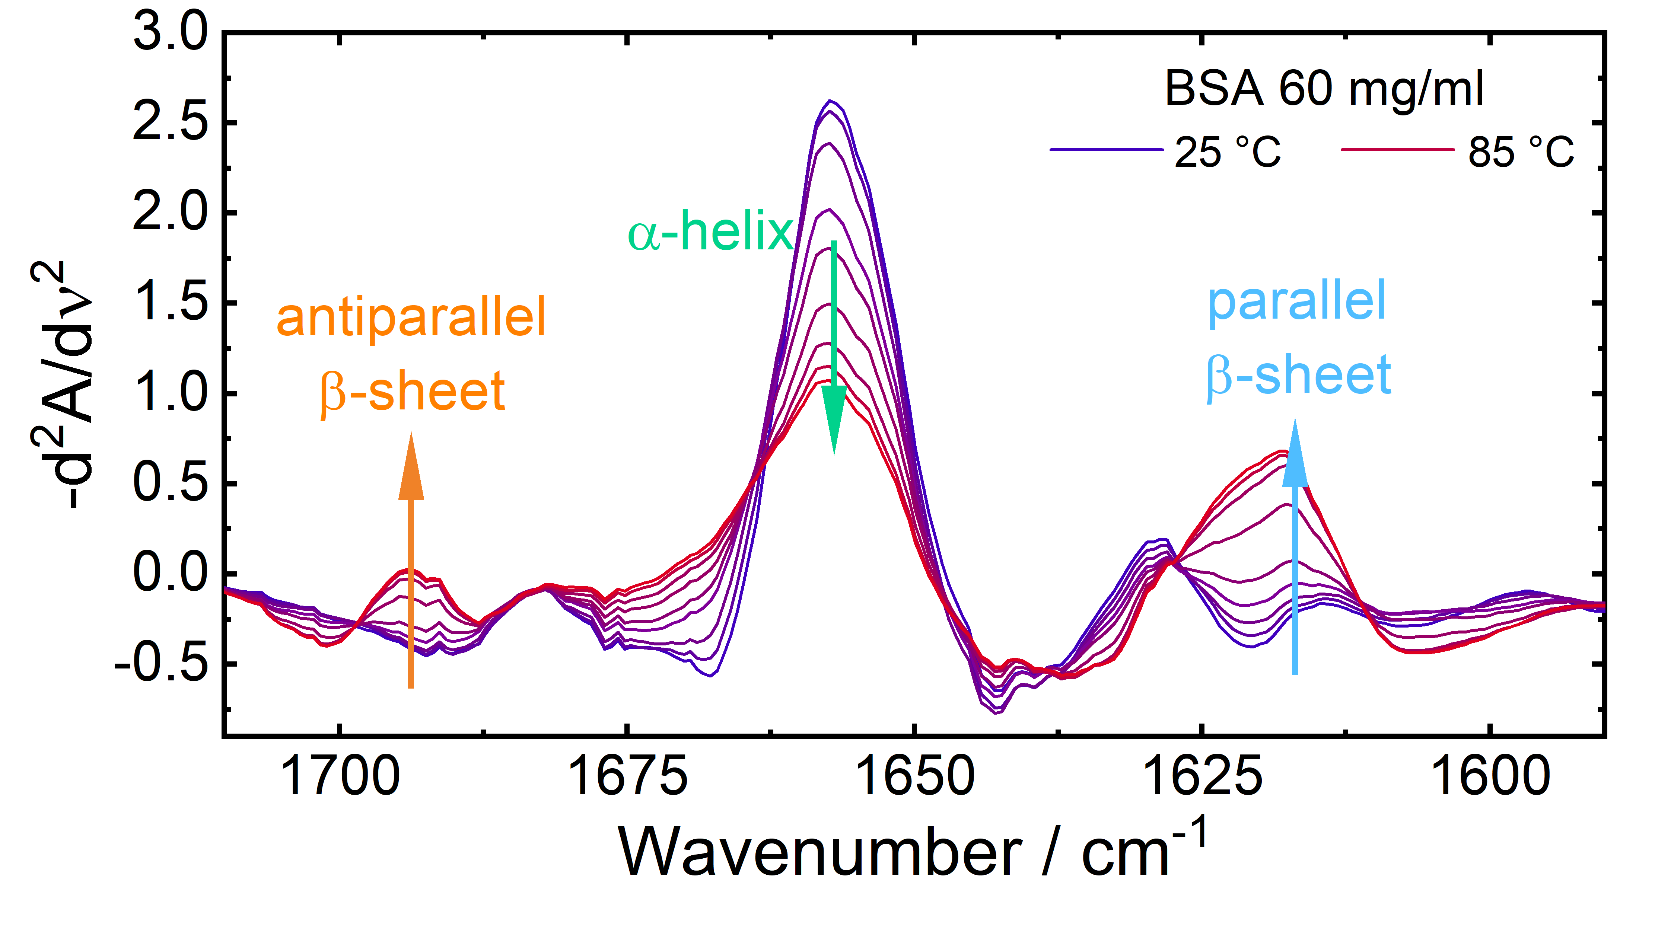 3.0
2.5
2.0
1.5
1.0
0.5
0.0
-0.5
-d²A/dν²
BSA 60 mg/ml
25 °C 85 °C
α-helix
antiparallel
β-sheet
parallel
β-sheet
1700 1675 1650 1625 1600
Wavenumber / cm⁻¹